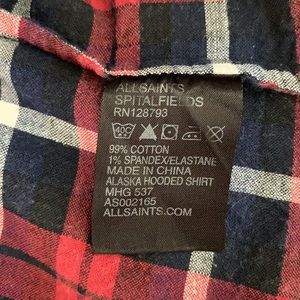 ALLSAINTS
SPITALFIELDS
RN128793
99% COTTON
1% SPANDEX/ELASTANE
MADE IN CHINA
ALASKA HOODED SHIRT
MHG 537
AS002165
ALLSAINTS.COM